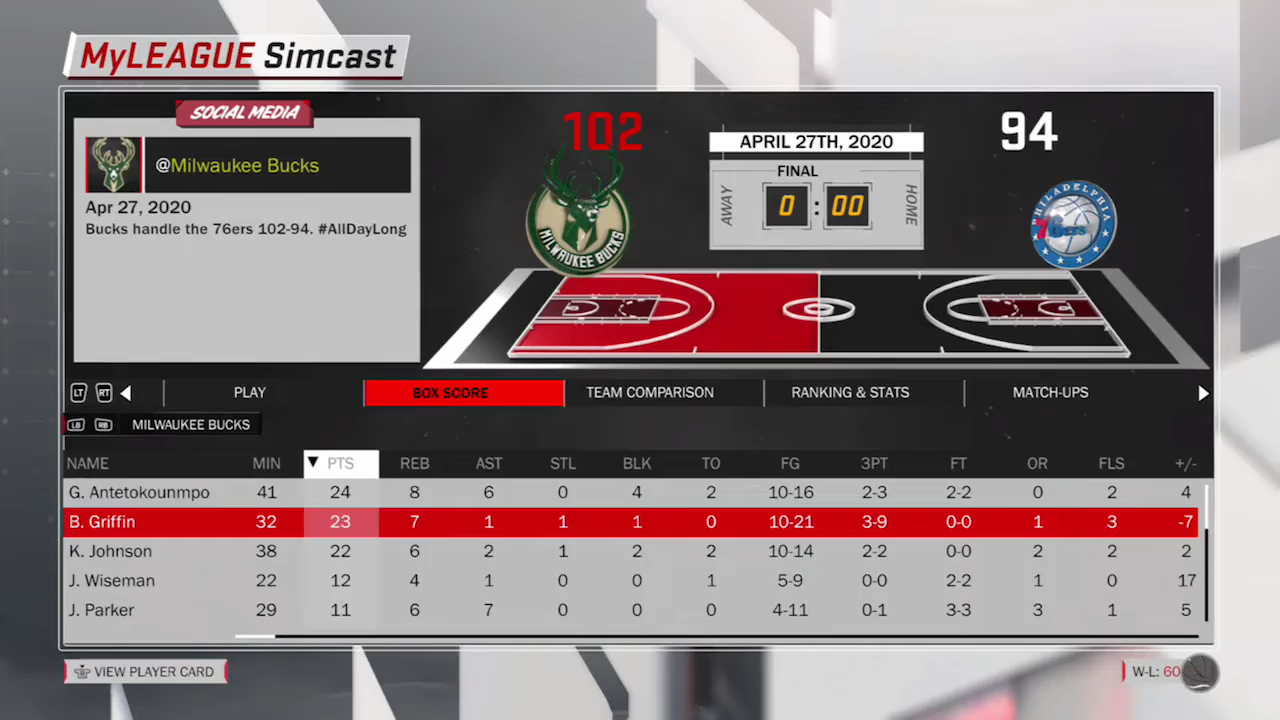 MyLEAGUE Simcast
SOCIAL MEDIA
@Milwaukee Bucks
Apr 27, 2020
Bucks handle the 76ers 102-94. #AllDayLong
102
MILWAUKEE BUCKS
APRIL 27TH, 2020
FINAL
AWAY
0 : 00
HOME
94
PHILADELPHIA
76ers
LT RT PLAY BOX SCORE TEAM COMPARISON RANKING & STATS MATCH-UPS
LB RB MILWAUKEE BUCKS
NAME MIN PTS REB AST STL BLK TO FG 3PT FT OR FLS +/-
G. Antetokounmpo 41 24 8 6 0 4 2 10-16 2-3 2-2 0 2 4
B. Griffin 32 23 7 1 1 1 0 10-21 3-9 0-0 1 3 -7
K. Johnson 38 22 6 2 1 2 2 10-14 2-2 0-0 2 2 2
J. Wiseman 22 12 4 1 0 0 1 5-9 0-0 2-2 1 0 17
J. Parker 29 11 6 7 0 0 0 4-11 0-1 3-3 3 1 5
VIEW PLAYER CARD
W-L: 60